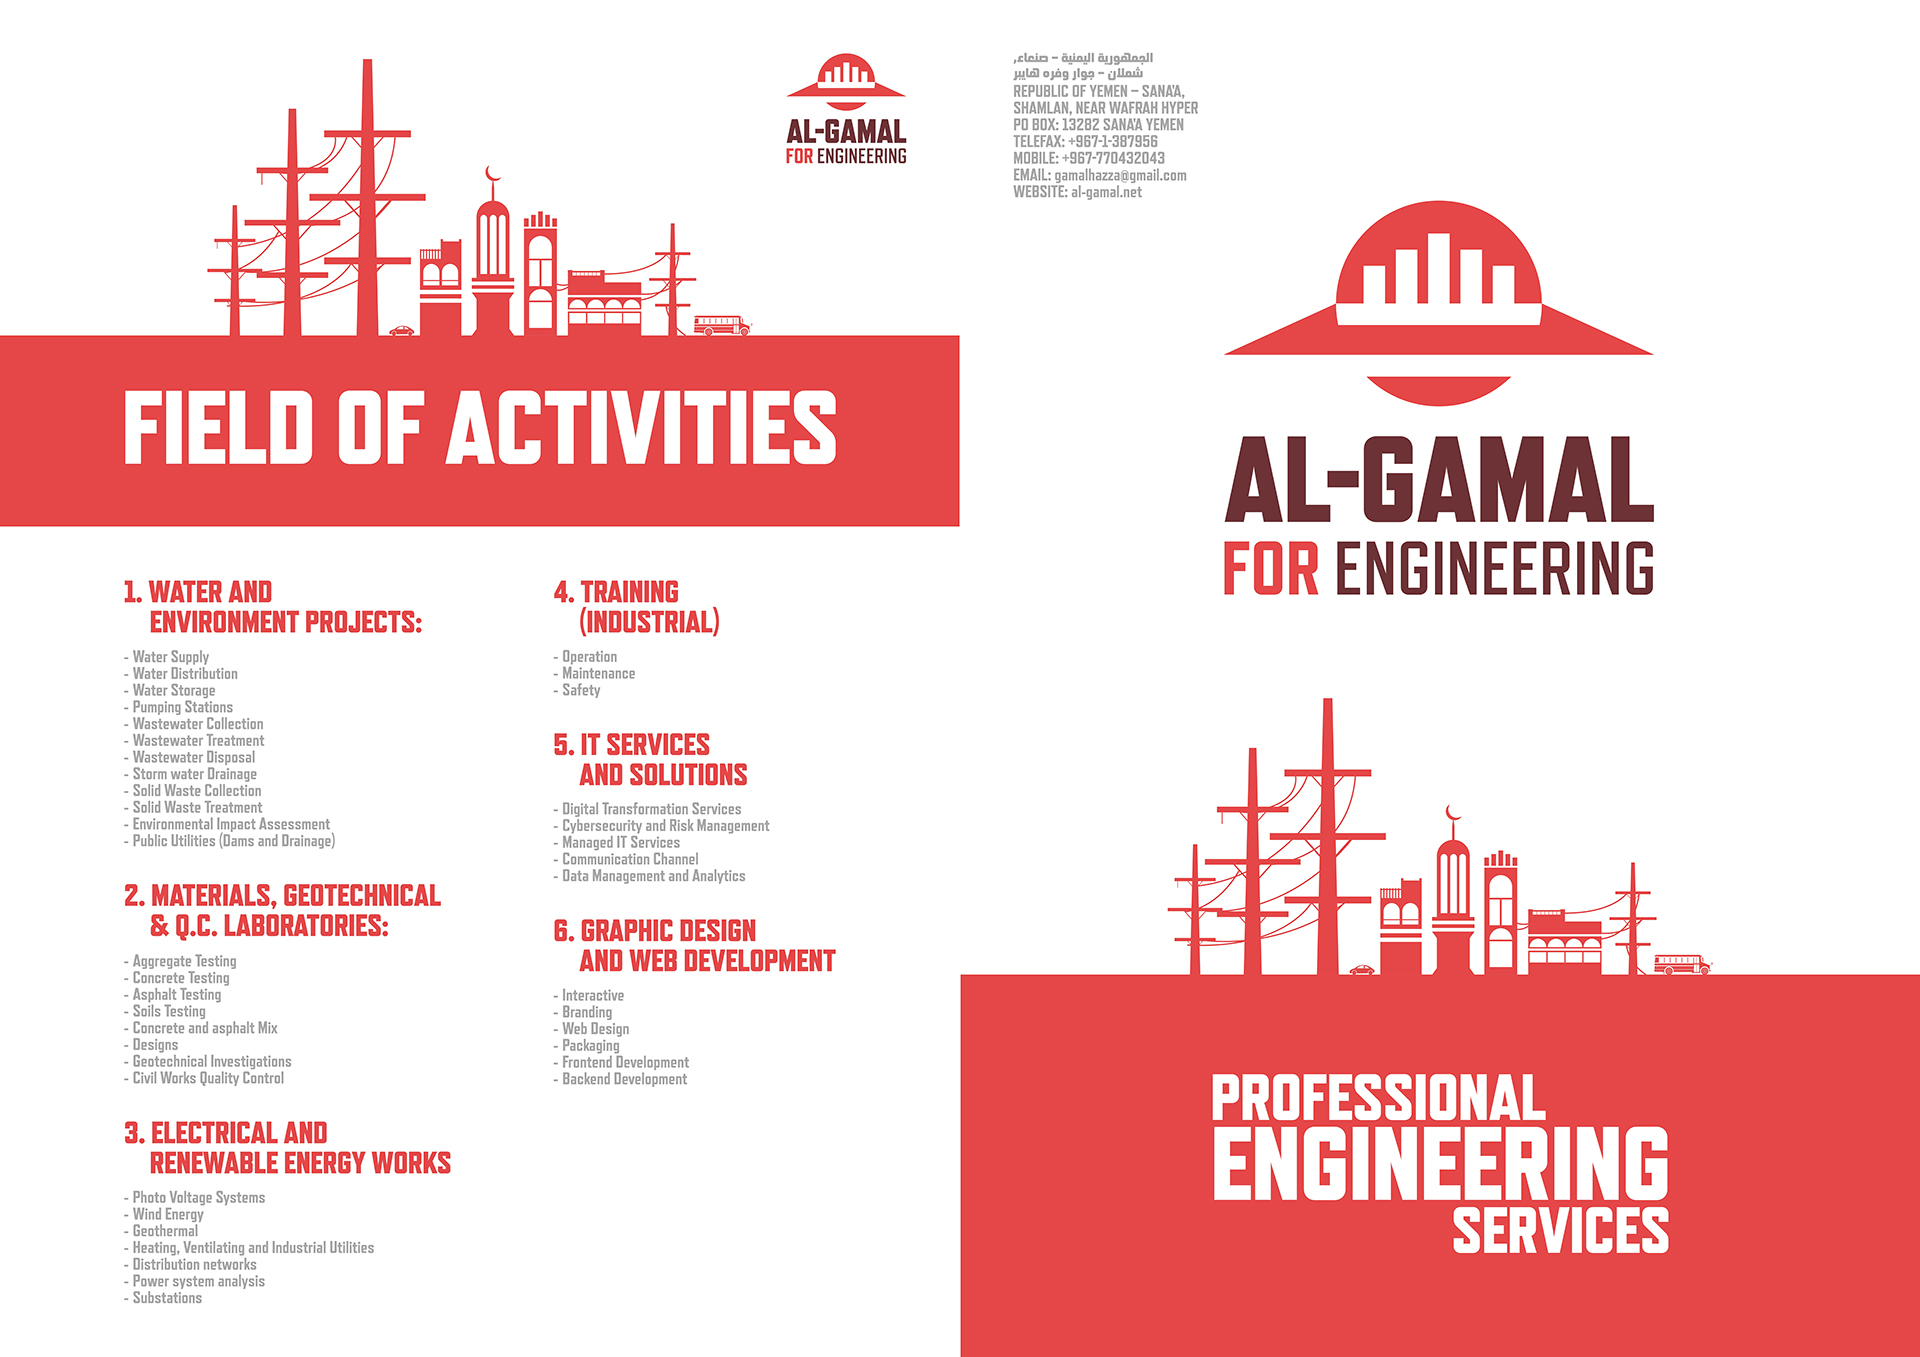 AL-GAMAL
FOR ENGINEERING
FIELD OF ACTIVITIES
1. WATER AND
ENVIRONMENT PROJECTS:
- Water Supply
- Water Distribution
- Water Storage
- Pumping Stations
- Wastewater Collection
- Wastewater Treatment
- Wastewater Disposal
- Storm water Drainage
- Solid Waste Collection
- Solid Waste Treatment
- Environmental Impact Assessment
- Public Utilities (Dams and Drainage)
2. MATERIALS, GEOTECHNICAL
& Q.C. LABORATORIES:
- Aggregate Testing
- Concrete Testing
- Asphalt Testing
- Soils Testing
- Concrete and asphalt Mix
- Designs
- Geotechnical Investigations
- Civil Works Quality Control
3. ELECTRICAL AND
RENEWABLE ENERGY WORKS
- Photo Voltage Systems
- Wind Energy
- Geothermal
- Heating, Ventilating and Industrial Utilities
- Distribution networks
- Power system analysis
- Substations
4. TRAINING
(INDUSTRIAL)
- Operation
- Maintenance
- Safety
5. IT SERVICES
AND SOLUTIONS
- Digital Transformation Services
- Cybersecurity and Risk Management
- Managed IT Services
- Communication Channel
- Data Management and Analytics
6. GRAPHIC DESIGN
AND WEB DEVELOPMENT
- Interactive
- Branding
- Web Design
- Packaging
- Frontend Development
- Backend Development
الجمهورية اليمنية – صنعاء,
شملان – جوار وفره هايبر
REPUBLIC OF YEMEN – SANA'A,
SHAMLAN, NEAR WAFRAH HYPER
PO BOX: 13282 SANA'A YEMEN
TELEFAX: +967-1-387956
MOBILE: +967-770432043
EMAIL: gamalhazza@gmail.com
WEBSITE: al-gamal.net
AL-GAMAL
FOR ENGINEERING
PROFESSIONAL
ENGINEERING
SERVICES